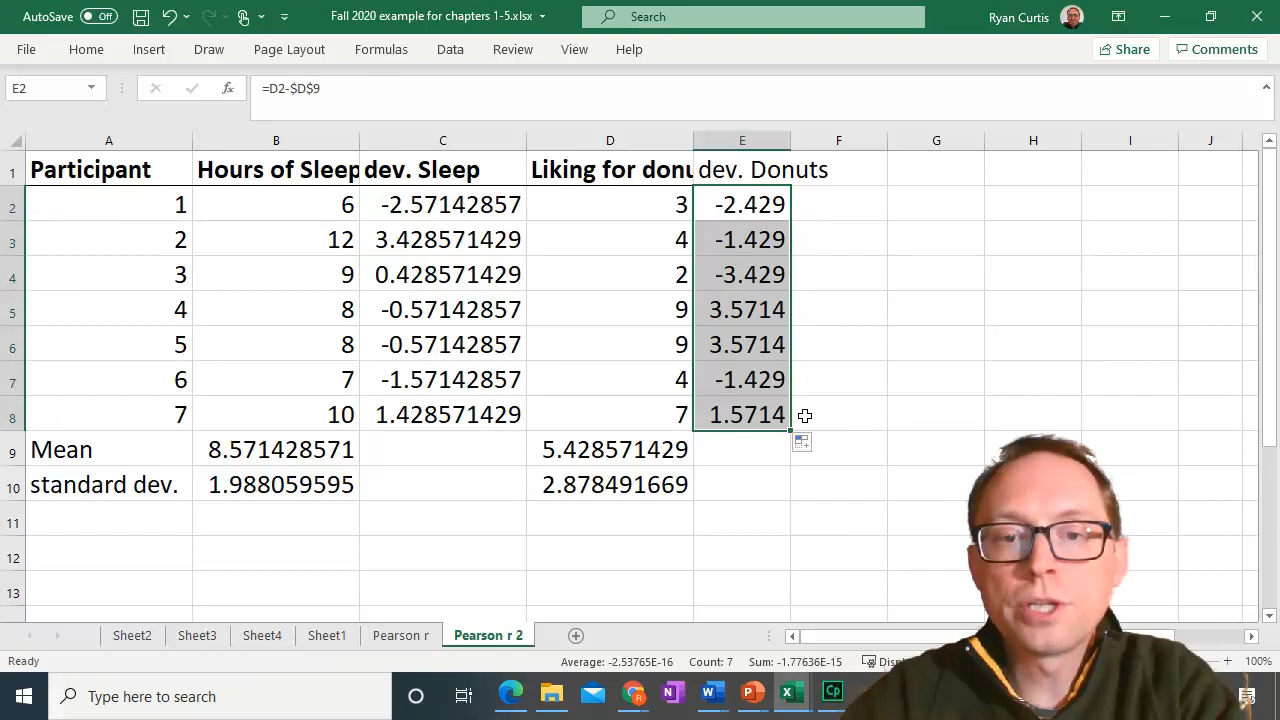 AutoSave Off Fall 2020 example for chapters 1-5.xlsx Search Ryan Curtis
File Home Insert Draw Page Layout Formulas Data Review View Help Share Comments
E2 fx =D2-$D$9
A B C D E F G H I J
1 Participant Hours of Sleep dev. Sleep Liking for donu dev. Donuts
2 1 6 -2.57142857 3 -2.429
3 2 12 3.428571429 4 -1.429
4 3 9 0.428571429 2 -3.429
5 4 8 -0.57142857 9 3.5714
6 5 8 -0.57142857 9 3.5714
7 6 7 -1.57142857 4 -1.429
8 7 10 1.428571429 7 1.5714
9 Mean 8.571428571 5.428571429
10 standard dev. 1.988059595 2.878491669
11
12
13
Sheet2 Sheet3 Sheet4 Sheet1 Pearson r Pearson r 2
Ready Average: -2.53765E-16 Count: 7 Sum: -1.77636E-15 100%
Type here to search